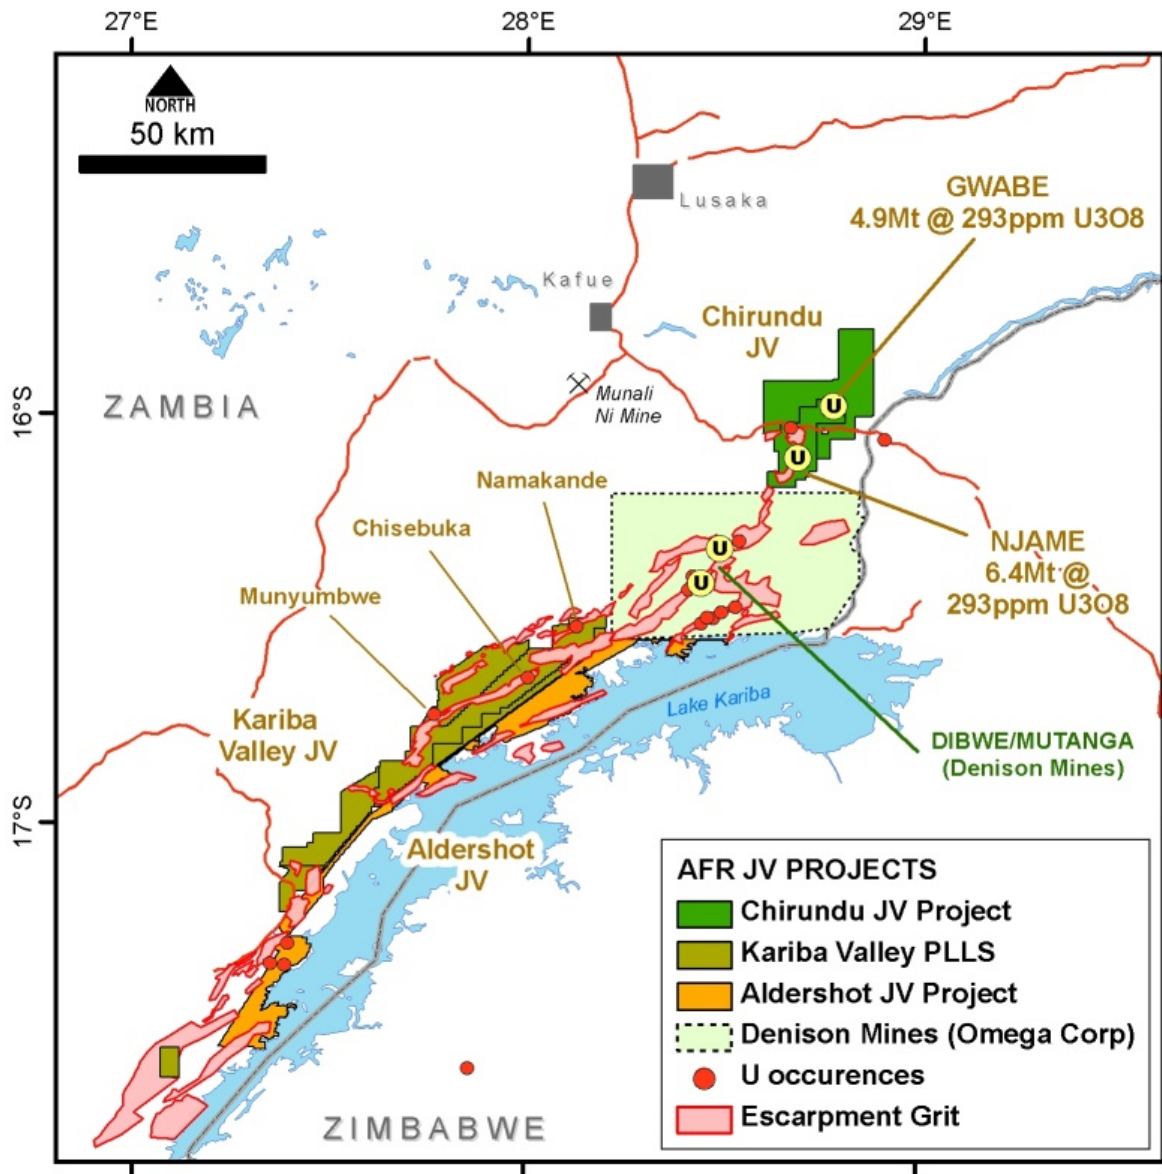 27°E
28°E
29°E
NORTH
50 km
Lusaka
GWABE
4.9Mt @ 293ppm U3O8
Kafue
Chirundu
JV
ZAMBIA
16°S
Munali
Ni Mine
U
U
Namakande
Chisebuka
Munyumbwe
U
U
NJAME
6.4Mt @
293ppm U3O8
Kariba
Valley JV
Lake Kariba
DIBWE/MUTANGA
(Denison Mines)
17°S
Aldershot
JV
AFR JV PROJECTS
Chirundu JV Project
Kariba Valley PLLS
Aldershot JV Project
Denison Mines (Omega Corp)
U occurences
Escarpment Grit
ZIMBABWE